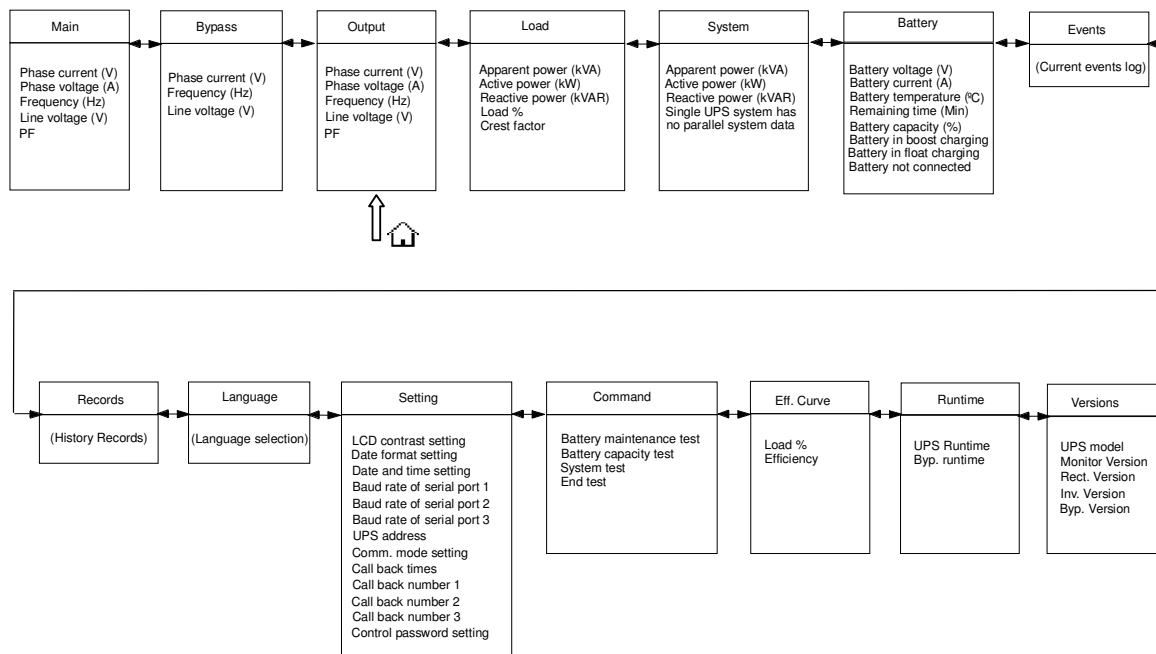 Main
Phase current (V)
Phase voltage (A)
Frequency (Hz)
Line voltage (V)
PF
Bypass
Phase current (V)
Frequency (Hz)
Line voltage (V)
Output
Phase current (V)
Phase voltage (A)
Frequency (Hz)
Line voltage (V)
PF
Load
Apparent power (kVA)
Active power (kW)
Reactive power (kVAR)
Load %
Crest factor
System
Apparent power (kVA)
Active power (kW)
Reactive power (kVAR)
Single UPS system has
no parallel system data
Battery
Battery voltage (V)
Battery current (A)
Battery temperature (ºC)
Remaining time (Min)
Battery capacity (%)
Battery in boost charging
Battery in float charging
Battery not connected
Events
(Current events log)
Records
(History Records)
Language
(Language selection)
Setting
LCD contrast setting
Date format setting
Date and time setting
Baud rate of serial port 1
Baud rate of serial port 2
Baud rate of serial port 3
UPS address
Comm. mode setting
Call back times
Call back number 1
Call back number 2
Call back number 3
Control password setting
Command
Battery maintenance test
Battery capacity test
System test
End test
Eff. Curve
Load %
Efficiency
Runtime
UPS Runtime
Byp. runtime
Versions
UPS model
Monitor Version
Rect. Version
Inv. Version
Byp. Version